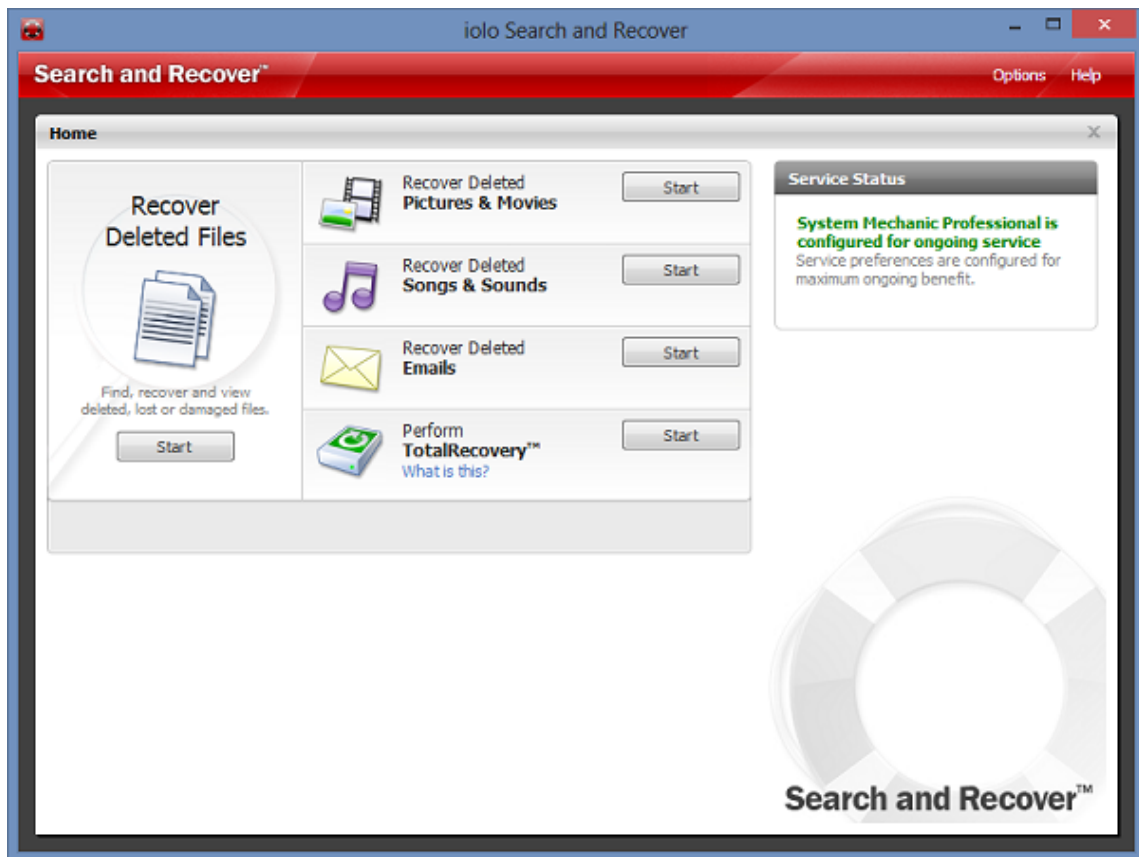 iolo Search and Recover
Search and Recover™
Options Help
Home
Recover
Deleted Files
Find, recover and view
deleted, lost or damaged files.
Start
Recover Deleted
Pictures & Movies
Start
Recover Deleted
Songs & Sounds
Start
Recover Deleted
Emails
Start
Perform
TotalRecovery™
What is this?
Start
Service Status
System Mechanic Professional is
configured for ongoing service
Service preferences are configured for
maximum ongoing benefit.
Search and Recover™